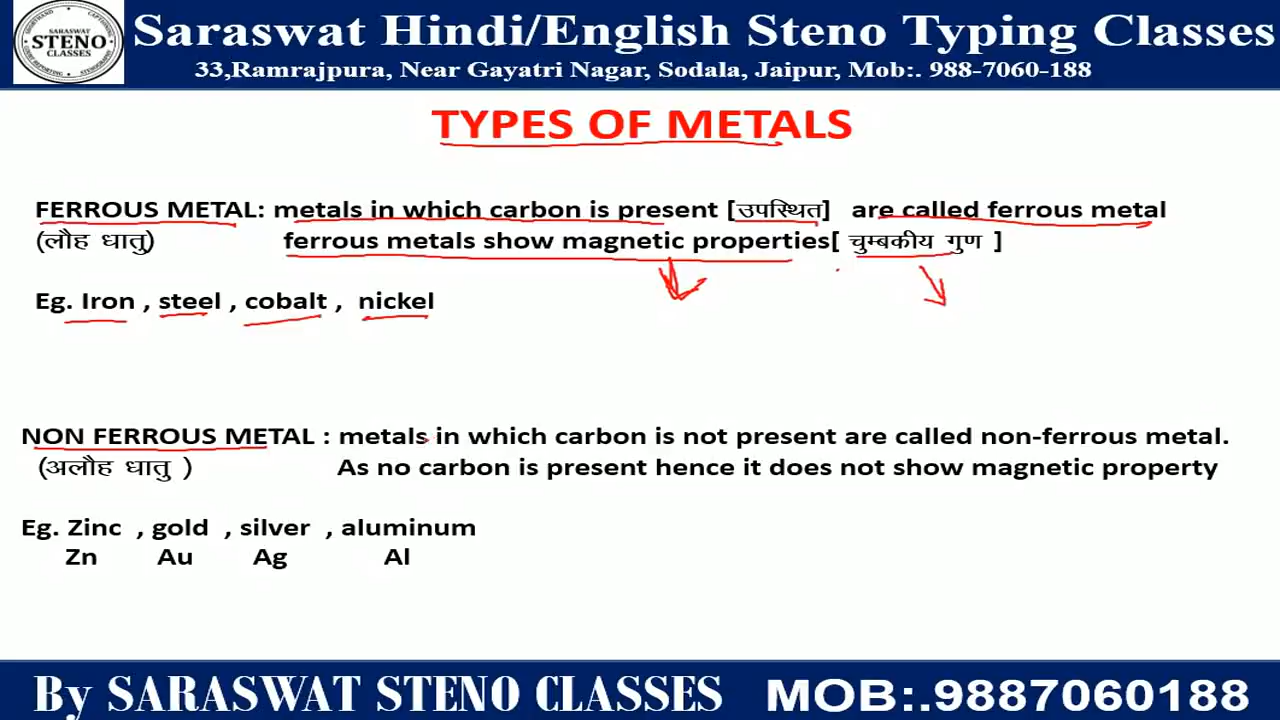 Saraswat Hindi/English Steno Typing Classes
SARASWAT
STENO
CLASSES
33,Ramrajpura, Near Gayatri Nagar, Sodala, Jaipur, Mob:. 988-7060-188
TYPES OF METALS
FERROUS METAL: metals in which carbon is present [उपस्थित] are called ferrous metal
(लौह धातु) ferrous metals show magnetic properties[ चुम्बकीय गुण ]
Eg. Iron , steel , cobalt , nickel
NON FERROUS METAL : metals in which carbon is not present are called non-ferrous metal.
(अलौह धातु ) As no carbon is present hence it does not show magnetic property
Eg. Zinc , gold , silver , aluminum
Zn Au Ag Al
By SARASWAT STENO CLASSES MOB:.9887060188